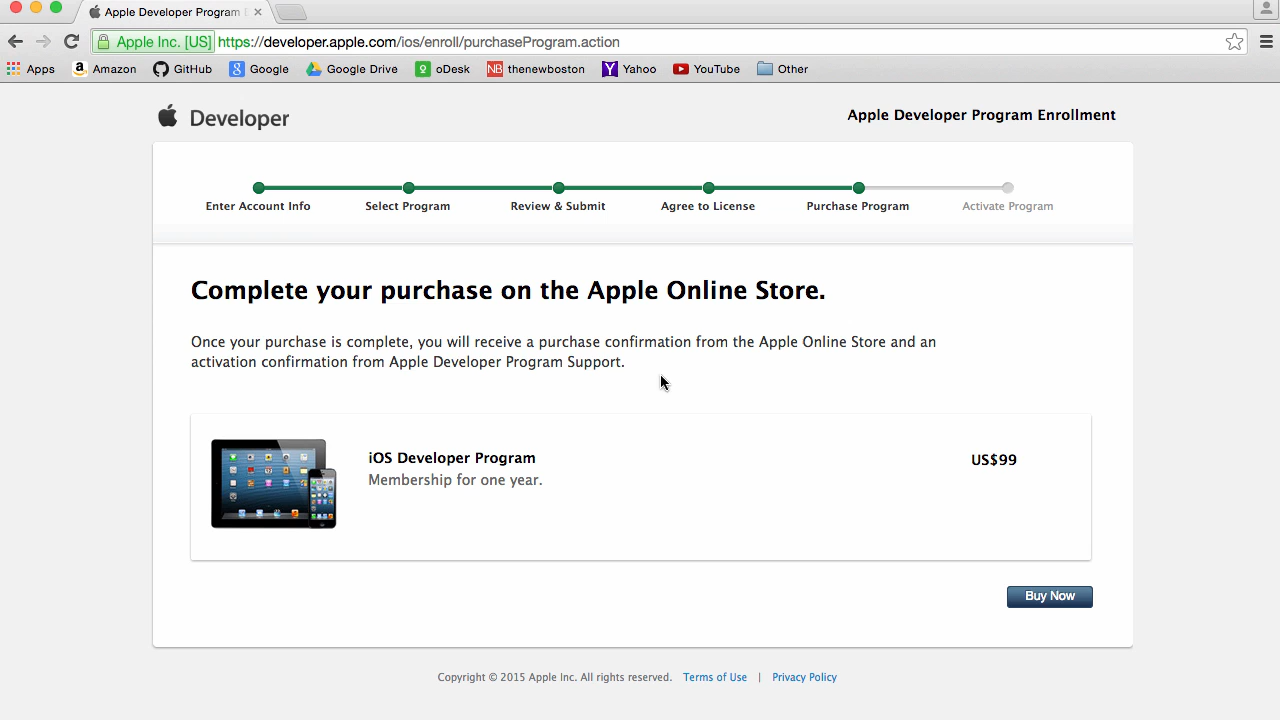 Apple Developer Program
Apple Inc. [US] https://developer.apple.com/ios/enroll/purchaseProgram.action
Apps Amazon GitHub Google Google Drive oDesk NB thenewboston Yahoo YouTube Other
Developer
Apple Developer Program Enrollment
Enter Account Info Select Program Review & Submit Agree to License Purchase Program Activate Program
Complete your purchase on the Apple Online Store.
Once your purchase is complete, you will receive a purchase confirmation from the Apple Online Store and an
activation confirmation from Apple Developer Program Support.
iOS Developer Program US$99
Membership for one year.
Buy Now
Copyright © 2015 Apple Inc. All rights reserved. Terms of Use | Privacy Policy